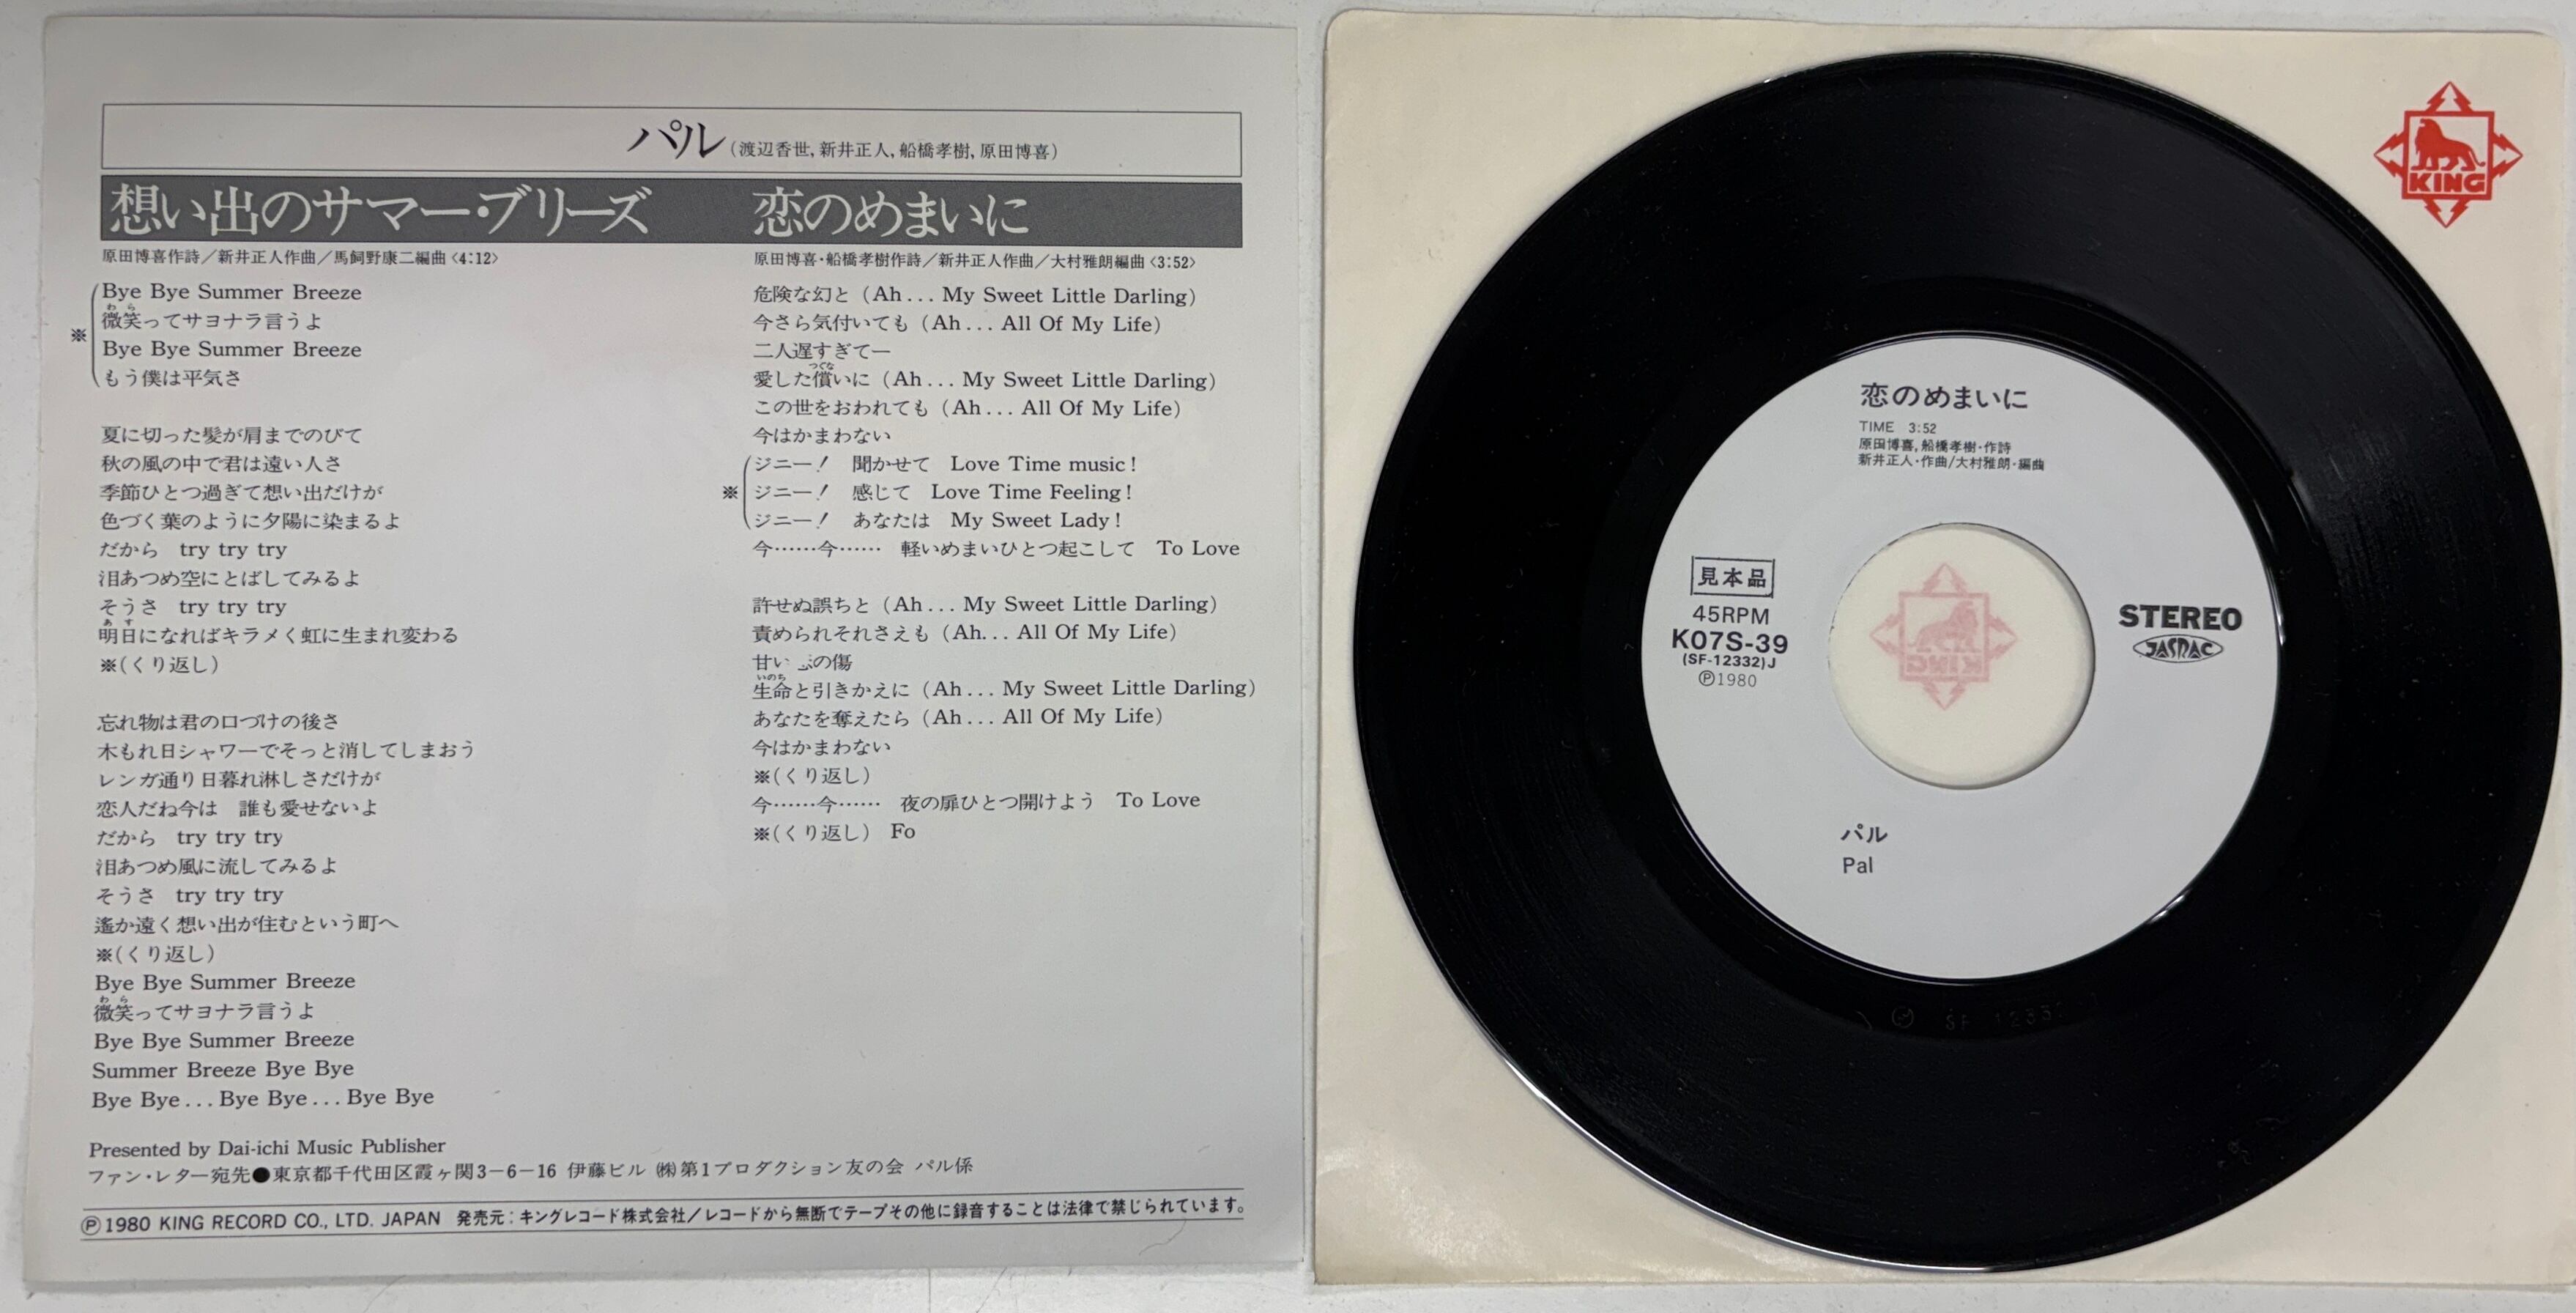 パル(渡辺香世,新井正人,船橋孝樹,原田博喜)
想い出のサマー・ブリーズ
原田博喜作詩／新井正人作曲／馬飼野康二編曲〈4:12〉
Bye Bye Summer Breeze
わら
微笑ってサヨナラ言うよ
※
Bye Bye Summer Breeze
もう僕は平気さ
夏に切った髪が肩までのびて
秋の風の中で君は遠い人さ
季節ひとつ過ぎて想い出だけが
色づく葉のように夕陽に染まるよ
だから try try try
泪あつめ空にとばしてみるよ
そうさ try try try
あす
明日になればキラメく虹に生まれ変わる
※(くり返し)
忘れ物は君の口づけの後さ
木もれ日シャワーでそっと消してしまおう
レンガ通り日暮れ淋しさだけが
恋人だね今は 誰も愛せないよ
だから try try try
泪あつめ風に流してみるよ
そうさ try try try
遙か遠く想い出が住むという町へ
※(くり返し)
Bye Bye Summer Breeze
わら
微笑ってサヨナラ言うよ
Bye Bye Summer Breeze
Summer Breeze Bye Bye
Bye Bye...Bye Bye...Bye Bye
恋のめまいに
原田博喜・船橋孝樹作詩／新井正人作曲／大村雅朗編曲〈3:52〉
危険な幻と (Ah... My Sweet Little Darling)
今さら気付いても (Ah... All Of My Life)
二人遅すぎてー
つぐな
愛した償いに (Ah... My Sweet Little Darling)
この世をおわれても (Ah... All Of My Life)
今はかまわない
ジニー! 聞かせて Love Time music!
※
ジニー! 感じて Love Time Feeling!
ジニー! あなたは My Sweet Lady!
今……今…… 軽いめまいひとつ起こして To Love
許せぬ誤ちと (Ah... My Sweet Little Darling)
責められそれさえも (Ah... All Of My Life)
甘い の傷
いのち
生命と引きかえに (Ah... My Sweet Little Darling)
あなたを奪えたら (Ah... All Of My Life)
今はかまわない
※(くり返し)
今……今…… 夜の扉ひとつ開けよう To Love
※(くり返し) Fo
Presented by Dai-ichi Music Publisher
ファン・レター宛先●東京都千代田区霞ヶ関3－6－16 伊藤ビル ㈱第1プロダクション友の会 パル係
Ⓟ1980 KING RECORD CO., LTD. JAPAN 発売元：キングレコード株式会社／レコードから無断でテープその他に録音することは法律で禁じられています。
KING
恋のめまいに
TIME 3:52
原田博喜,船橋孝樹・作詩
新井正人・作曲/大村雅朗・編曲
見本品
45RPM
K07S-39
(SF-12332)J
Ⓟ1980
STEREO
JASRAC
KING
パル
Pal